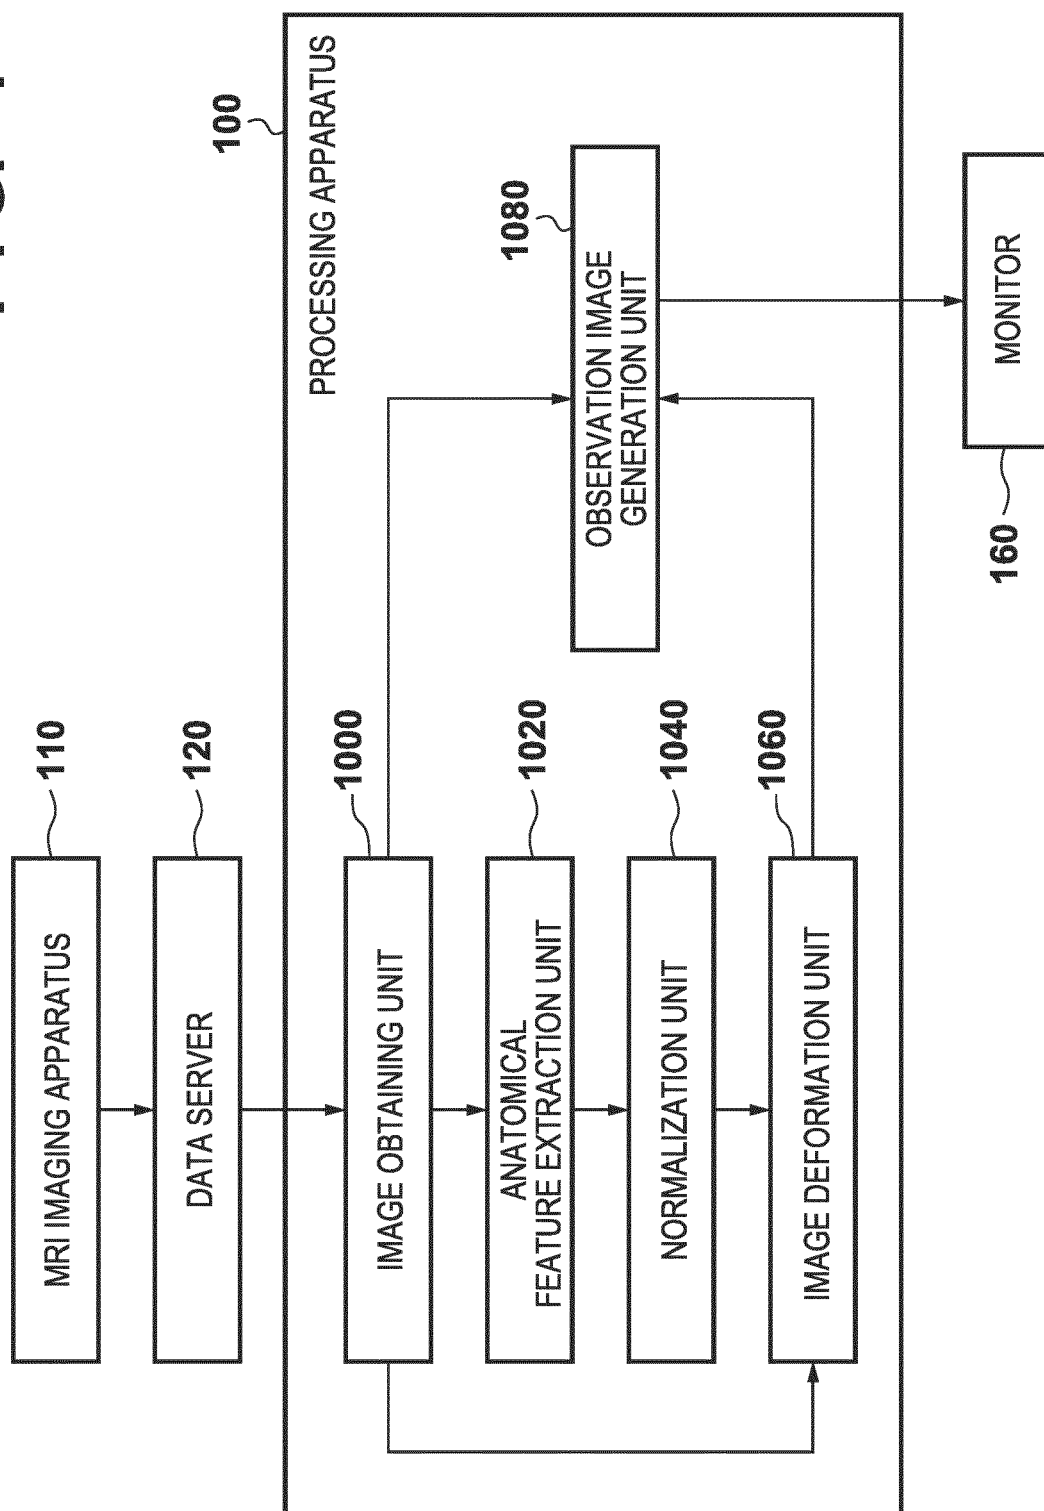 110
MRI IMAGING APPARATUS
120
DATA SERVER
100
PROCESSING APPARATUS
1000
IMAGE OBTAINING UNIT
1020
ANATOMICAL
FEATURE EXTRACTION UNIT
1040
NORMALIZATION UNIT
1060
IMAGE DEFORMATION UNIT
1080
OBSERVATION IMAGE
GENERATION UNIT
160
MONITOR